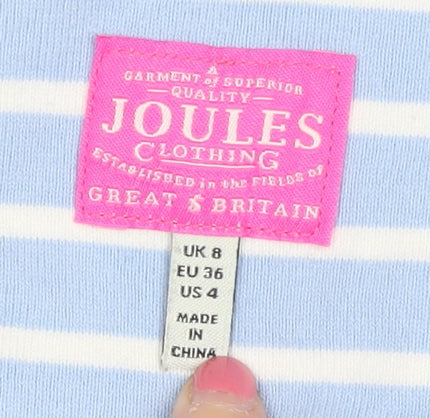 A
GARMENT of SUPERIOR
QUALITY
JOULES
CLOTHING
ESTABLISHED in the FIELDS OF
GREAT & BRITAIN
UK 8
EU 36
US 4
MADE
IN
CHINA